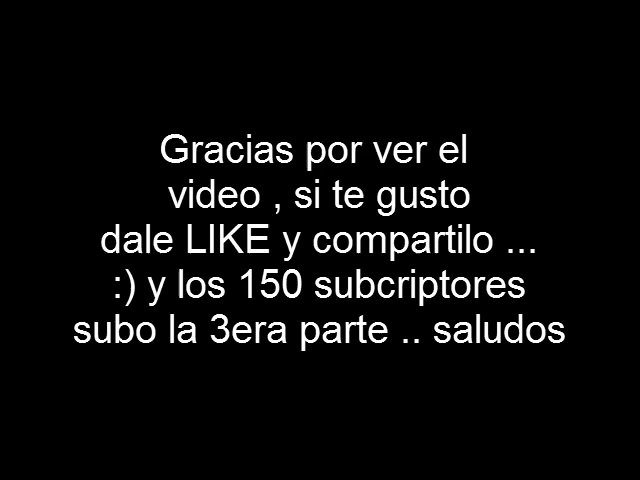 Gracias por ver el
video , si te gusto
dale LIKE y compartilo ...
:) y los 150 subcriptores
subo la 3era parte .. saludos